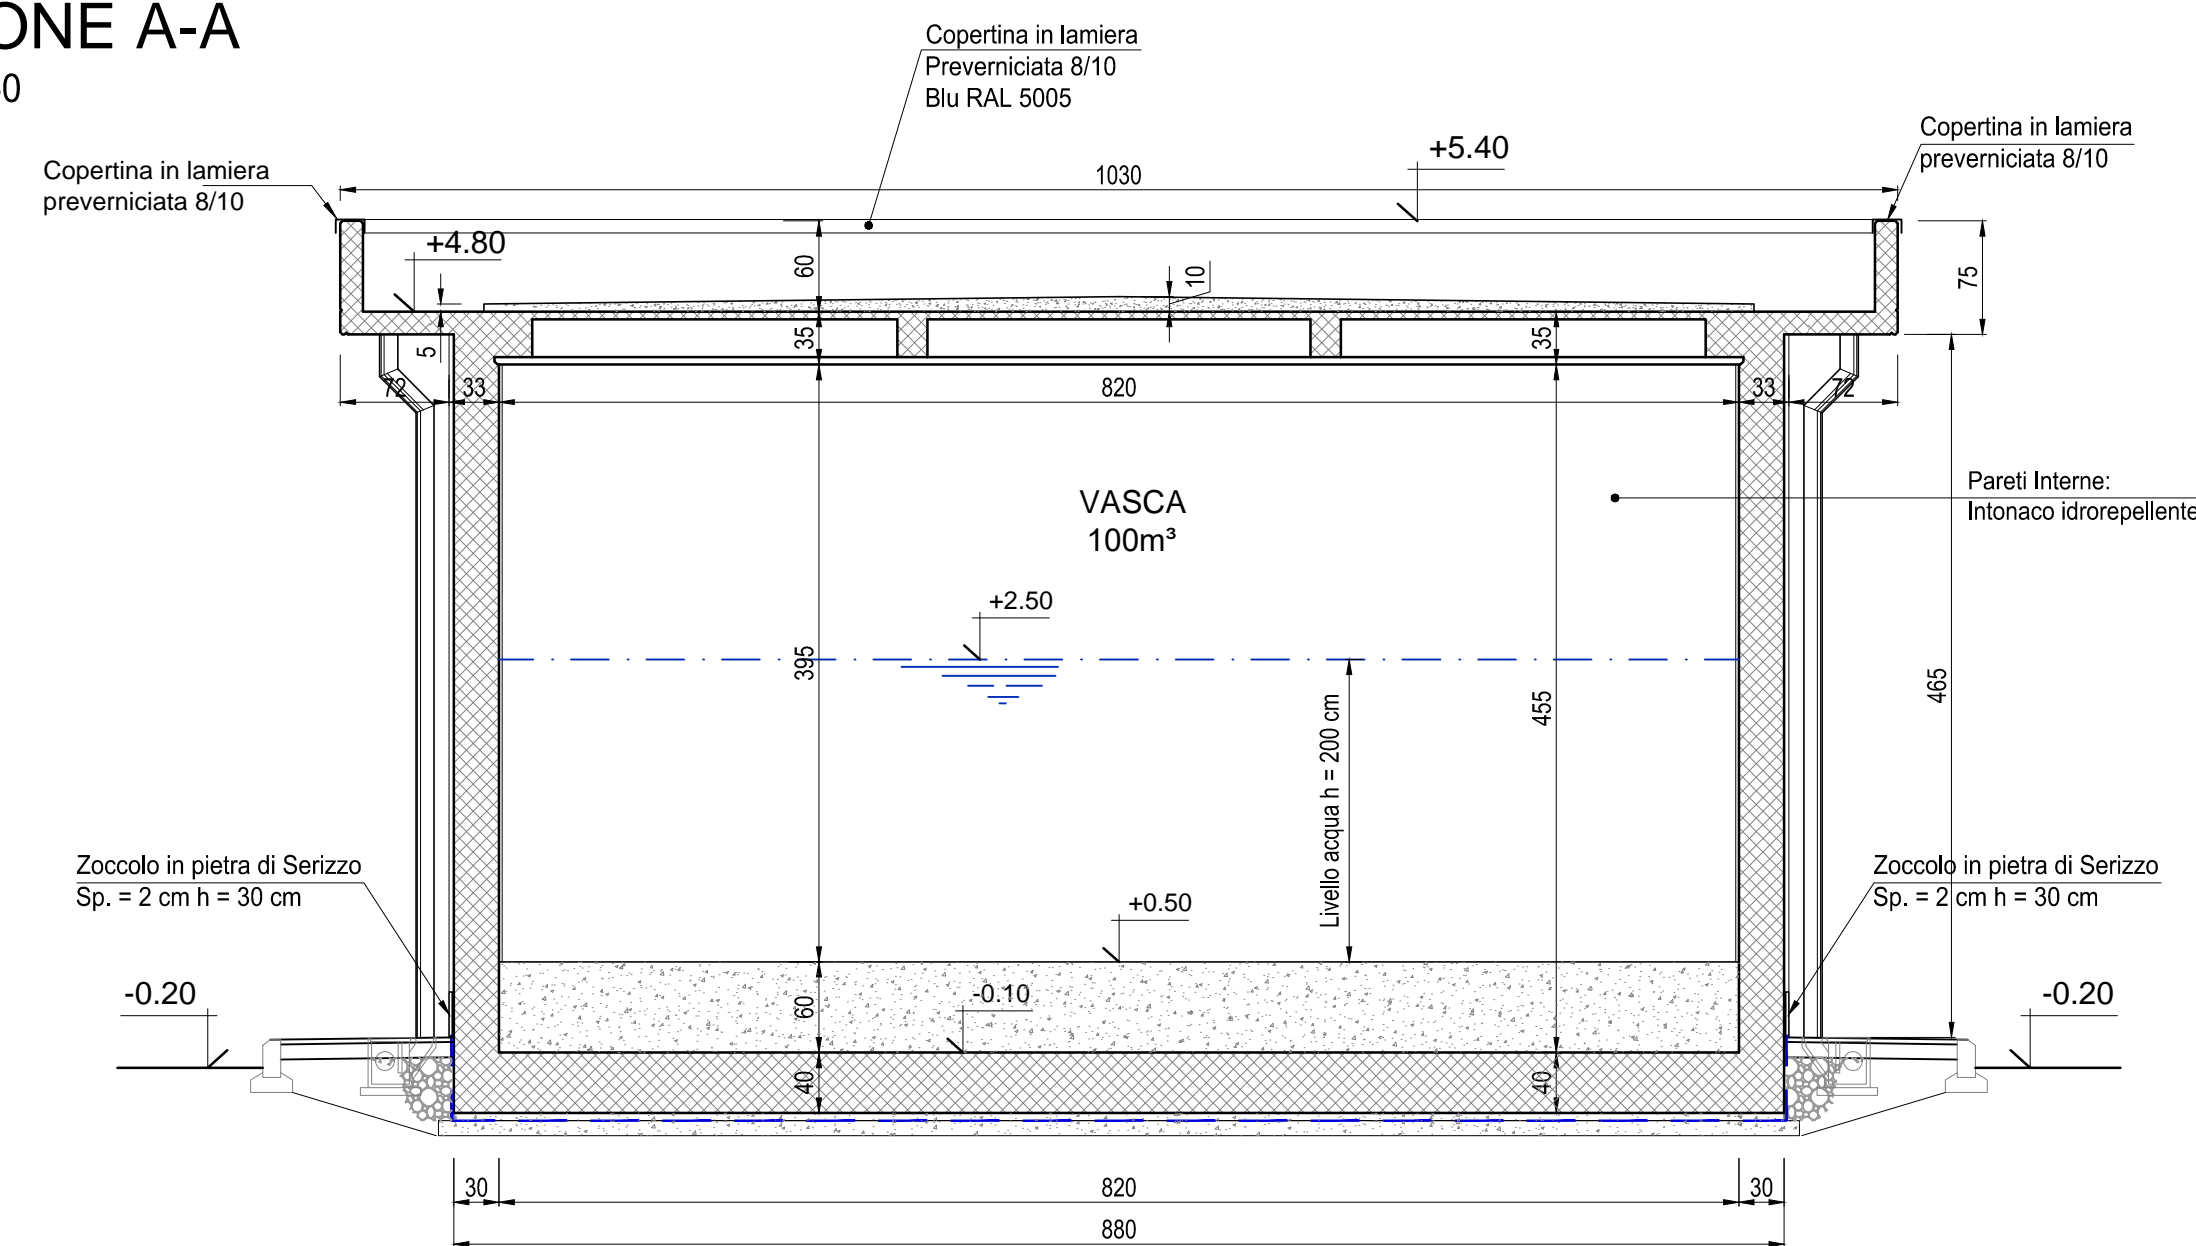 ONE A-A
0
Copertina in lamiera
Preverniciata 8/10
Blu RAL 5005
Copertina in lamiera
preverniciata 8/10
Copertina in lamiera
preverniciata 8/10
+5.40
1030
+4.80
60
10
75
35
35
5
72
33
820
33
72
Pareti Interne:
Intonaco idrorepellente
VASCA
100m³
+2.50
395
455
465
Livello acqua h = 200 cm
Zoccolo in pietra di Serizzo
Sp. = 2 cm h = 30 cm
Zoccolo in pietra di Serizzo
Sp. = 2 cm h = 30 cm
+0.50
-0.20
60
-0.10
-0.20
40
40
30
820
30
880